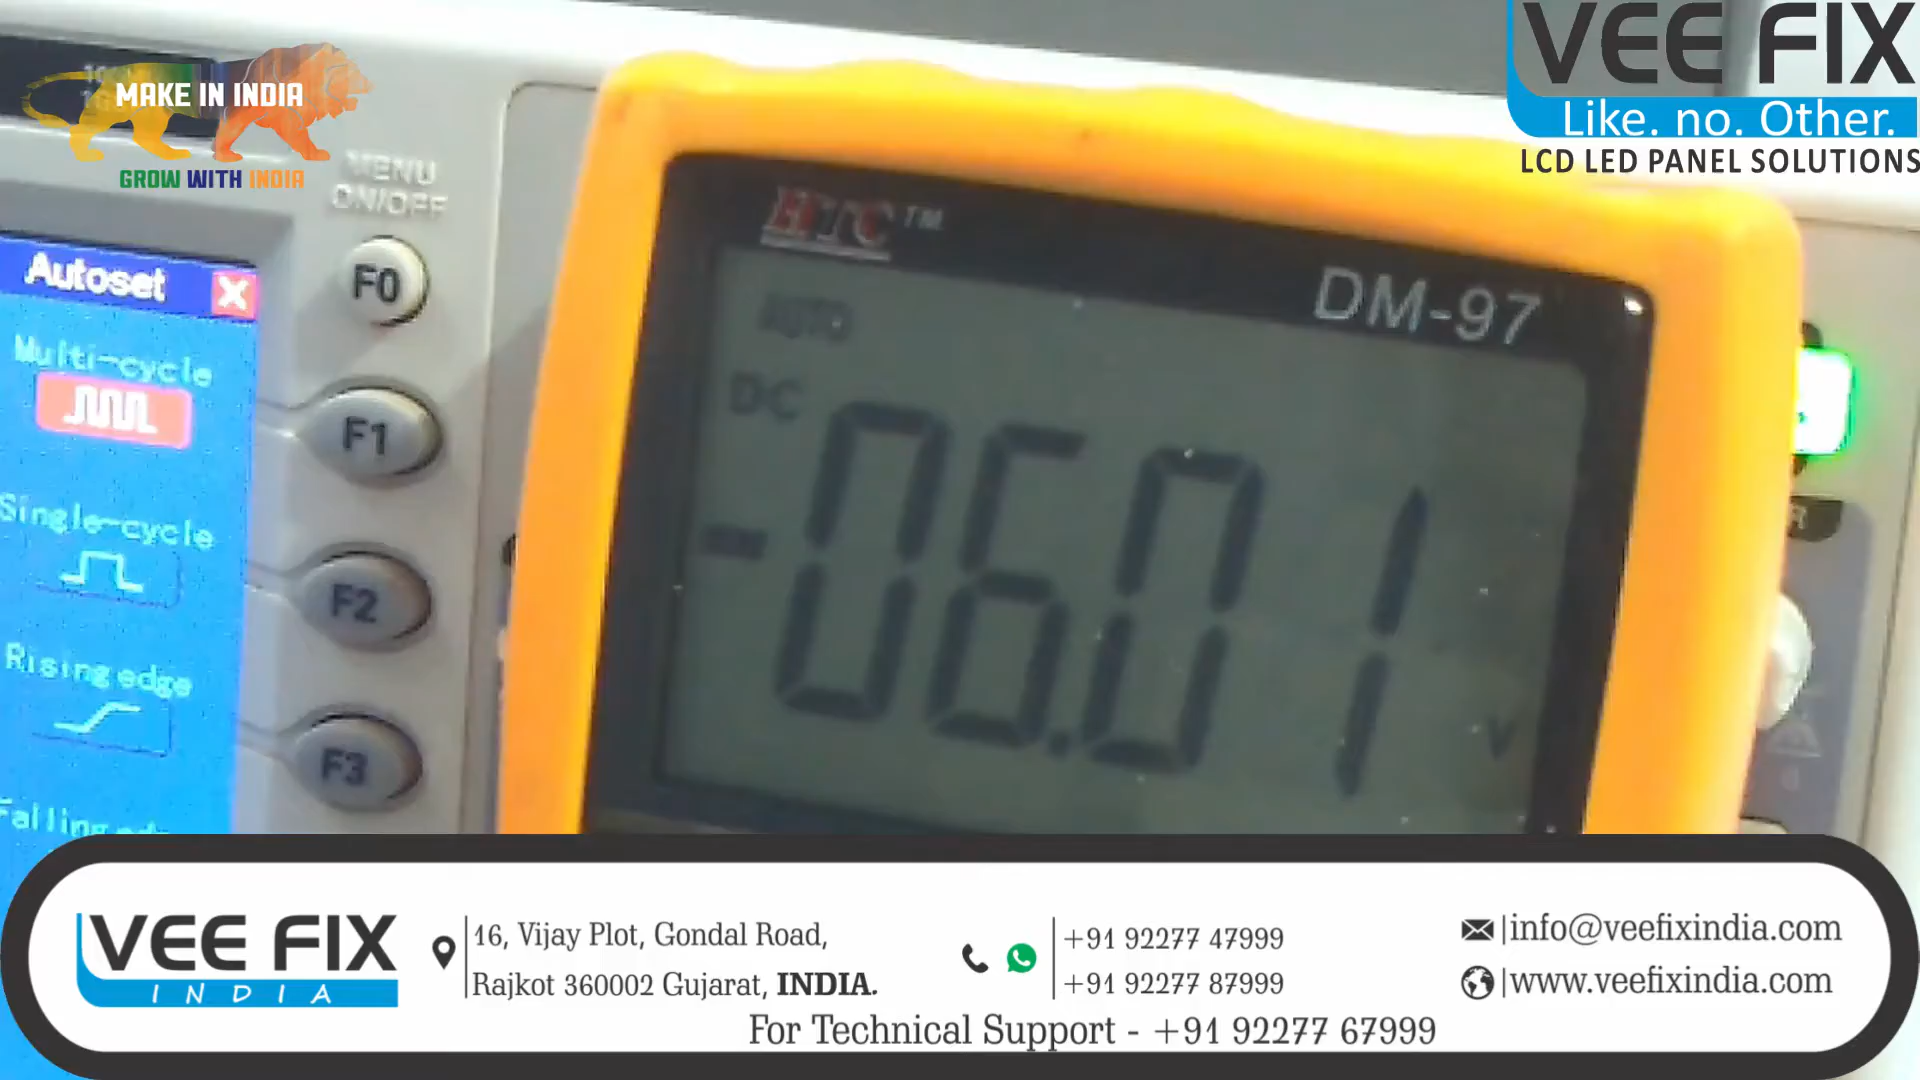 MAKE IN INDIA
GROW WITH INDIA
VEE FIX
Like. no. Other.
LCD LED PANEL SOLUTIONS
MENU
ON/OFF
HTC TM
DM-97
AUTO
DC
-06.01
V
Autoset
F0
Multi-cycle
F1
Single-cycle
F2
Rising edge
F3
VEE FIX
INDIA
16, Vijay Plot, Gondal Road,
Rajkot 360002 Gujarat, INDIA.
+91 92277 47999
+91 92277 87999
info@veefixindia.com
www.veefixindia.com
For Technical Support - +91 92277 67999